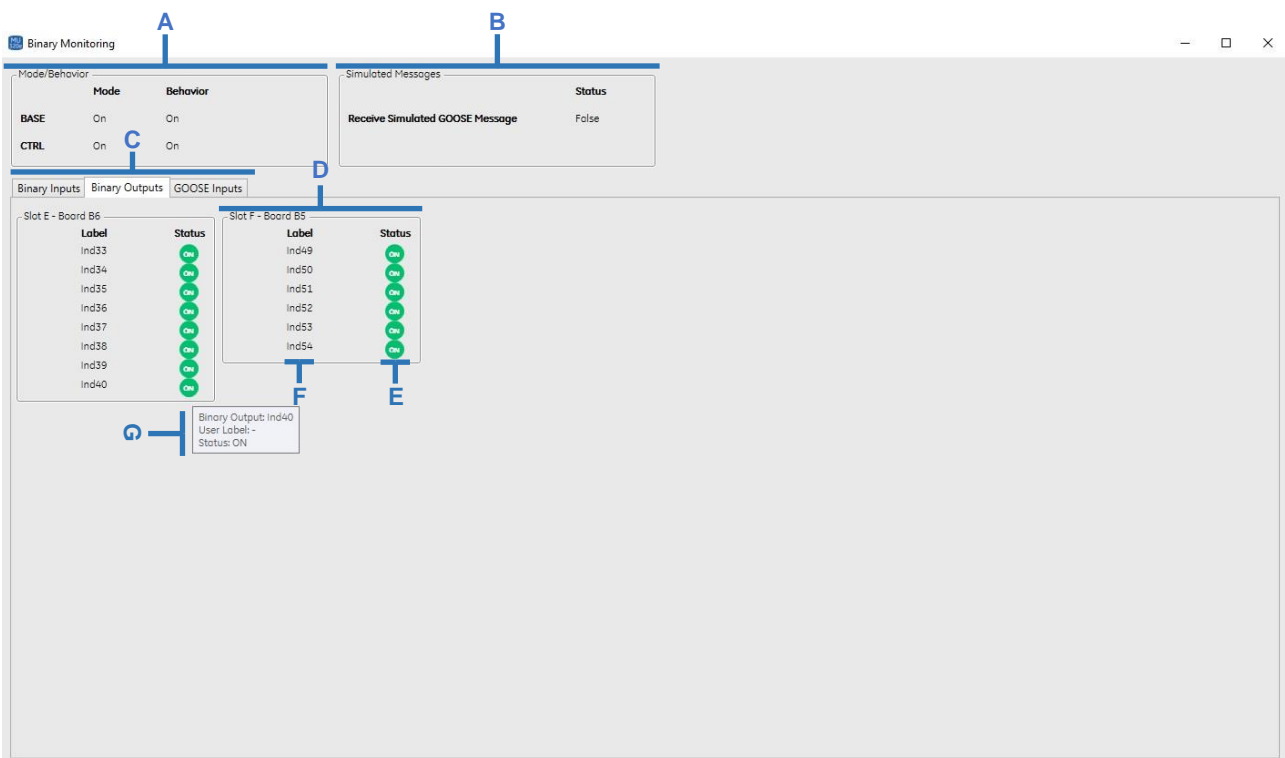 A
B
MU
320e
Binary Monitoring
Mode/Behavior
Mode Behavior
BASE On On
CTRL On On
Simulated Messages
Status
Receive Simulated GOOSE Message False
C
D
Binary Inputs Binary Outputs GOOSE Inputs
Slot E - Board B6
Label Status
Ind33 ON
Ind34 ON
Ind35 ON
Ind36 ON
Ind37 ON
Ind38 ON
Ind39 ON
Ind40 ON
Slot F - Board B5
Label Status
Ind49 ON
Ind50 ON
Ind51 ON
Ind52 ON
Ind53 ON
Ind54 ON
F
E
G
Binary Output: Ind40
User Label: -
Status: ON